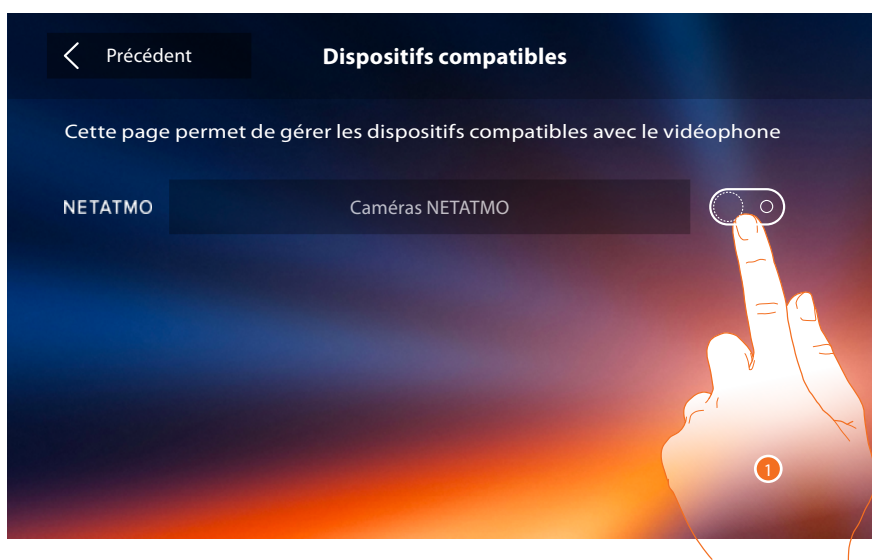 Précédent
Dispositifs compatibles
Cette page permet de gérer les dispositifs compatibles avec le vidéophone
NETATMO
Caméras NETATMO
1